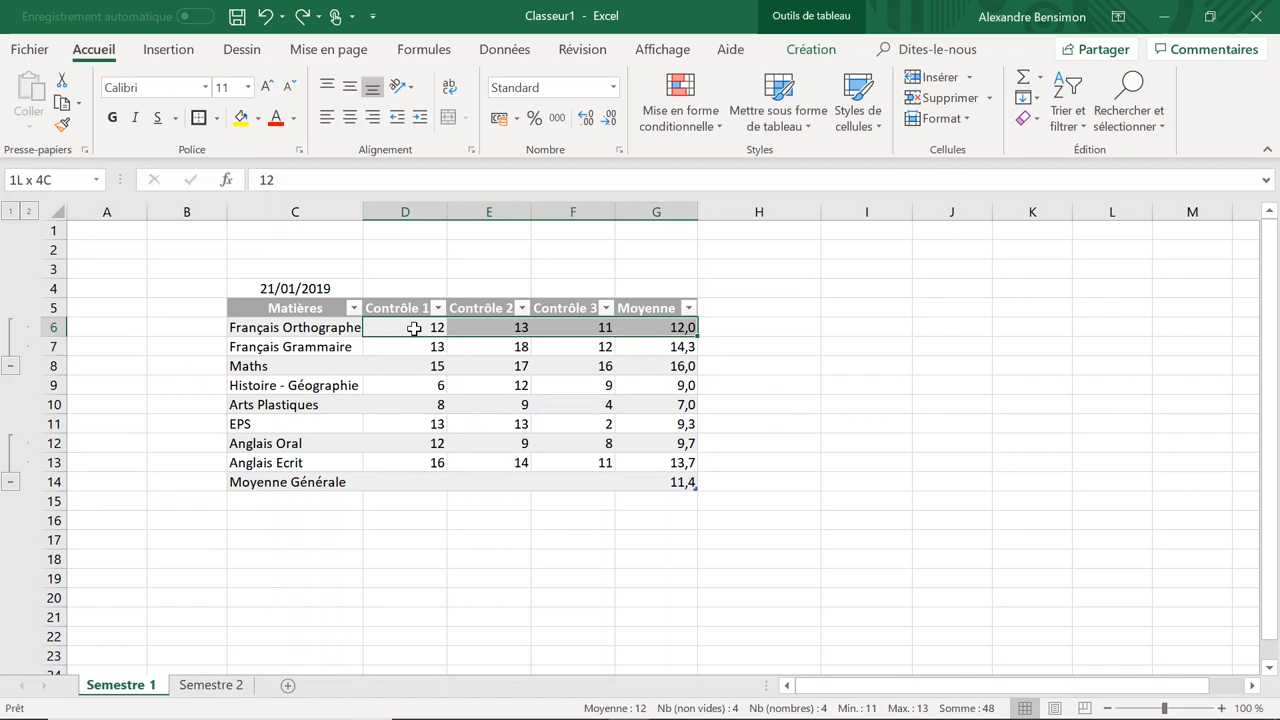 Enregistrement automatique
Classeur1 - Excel
Outils de tableau
Alexandre Bensimon
Fichier Accueil Insertion Dessin Mise en page Formules Données Révision Affichage Aide Création Dites-le-nous Partager Commentaires
Coller
Calibri 11
G I S
A
ab
Standard
% 000
Mise en forme conditionnelle
Mettre sous forme de tableau
Styles de cellules
Insérer
Supprimer
Format
Trier et filtrer
Rechercher et sélectionner
Presse-papiers Police Alignement Nombre Styles Cellules Édition
1L x 4C fx 12
1 2 A B C D E F G H I J K L M
1
2
3
4 21/01/2019
5 Matières Contrôle 1 Contrôle 2 Contrôle 3 Moyenne
6 Français Orthographe 12 13 11 12,0
7 Français Grammaire 13 18 12 14,3
8 Maths 15 17 16 16,0
9 Histoire - Géographie 6 12 9 9,0
10 Arts Plastiques 8 9 4 7,0
11 EPS 13 13 2 9,3
12 Anglais Oral 12 9 8 9,7
13 Anglais Ecrit 16 14 11 13,7
14 Moyenne Générale 11,4
15
16
17
18
19
20
21
22
23
24
Semestre 1 Semestre 2
Prêt Moyenne : 12 Nb (non vides) : 4 Nb (nombres) : 4 Min. : 11 Max. : 13 Somme : 48 100 %